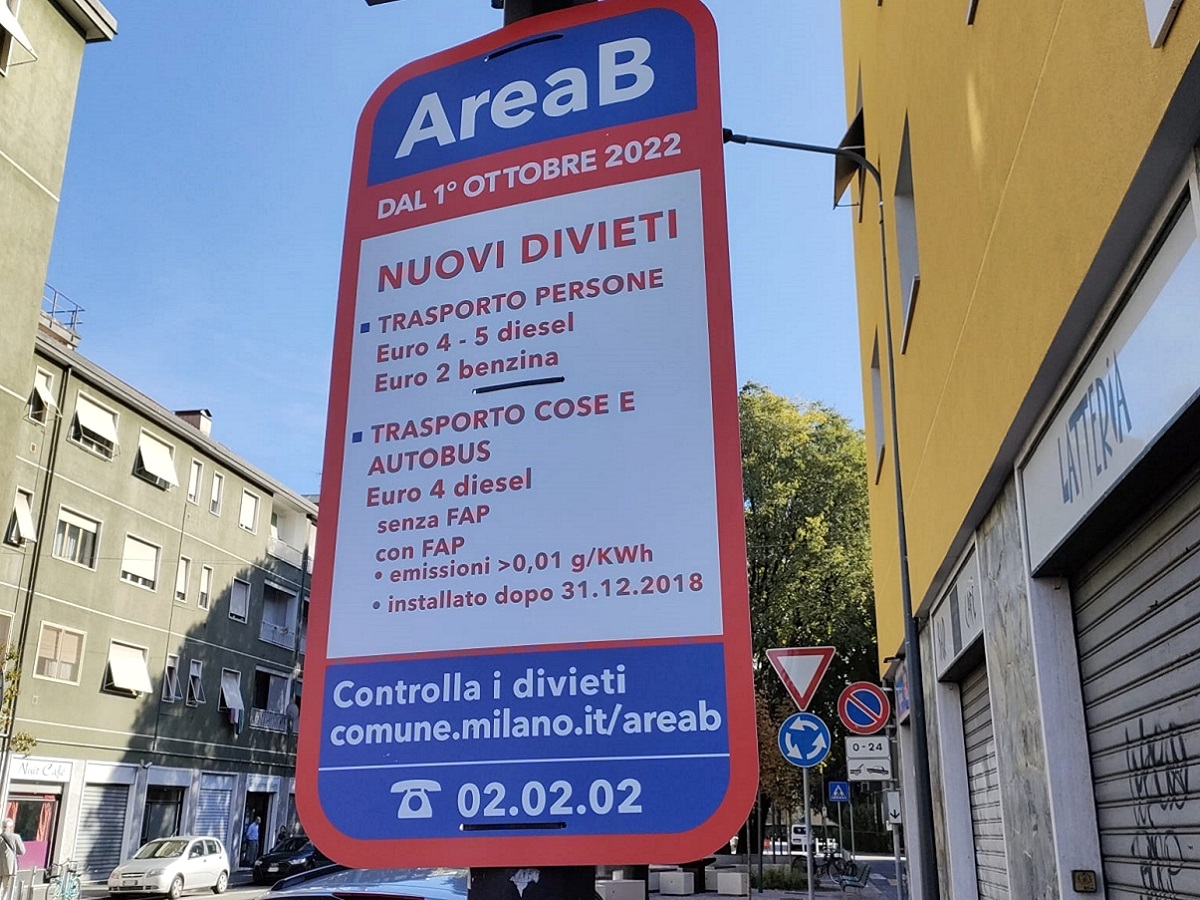 AreaB
DAL 1° OTTOBRE 2022
NUOVI DIVIETI
TRASPORTO PERSONE
Euro 4 - 5 diesel
Euro 2 benzina
TRASPORTO COSE E
AUTOBUS
Euro 4 diesel
senza FAP
con FAP
• emissioni >0,01 g/KWh
• installato dopo 31.12.2018
Controlla i divieti
comune.milano.it/areab
02.02.02
LATTERIA
0 - 24